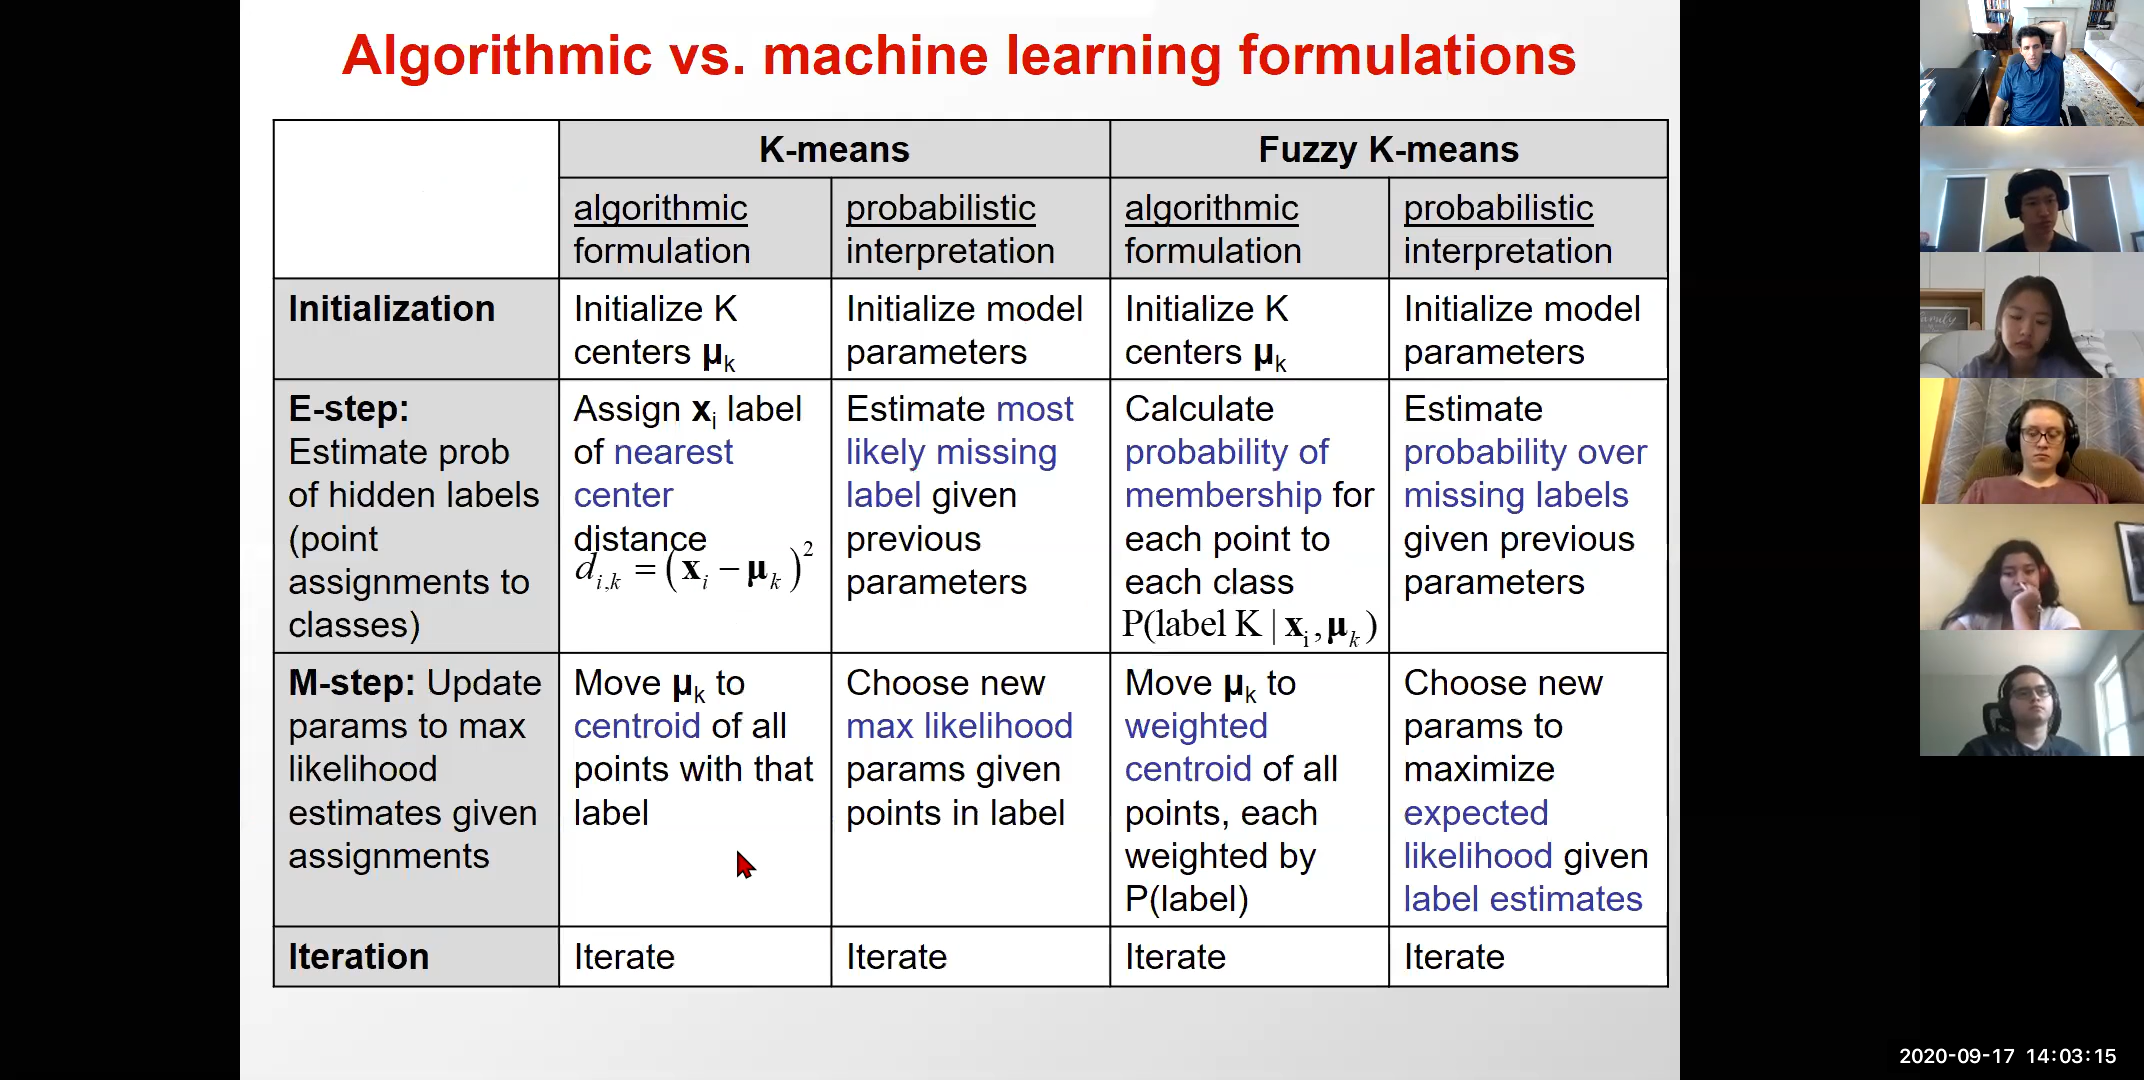 Algorithmic vs. machine learning formulations
K-means
Fuzzy K-means
algorithmic
formulation
probabilistic
interpretation
algorithmic
formulation
probabilistic
interpretation
Initialization
Initialize K
centers μk
Initialize model
parameters
Initialize K
centers μk
Initialize model
parameters
E-step:
Estimate prob
of hidden labels
(point
assignments to
classes)
Assign xi label
of nearest
center
distance
di,k = (xi − μk)²
Estimate most
likely missing
label given
previous
parameters
Calculate
probability of
membership for
each point to
each class
P(label K | xi, μk)
Estimate
probability over
missing labels
given previous
parameters
M-step: Update
params to max
likelihood
estimates given
assignments
Move μk to
centroid of all
points with that
label
Choose new
max likelihood
params given
points in label
Move μk to
weighted
centroid of all
points, each
weighted by
P(label)
Choose new
params to
maximize
expected
likelihood given
label estimates
Iteration
Iterate
Iterate
Iterate
Iterate
family
2020-09-17 14:03:15